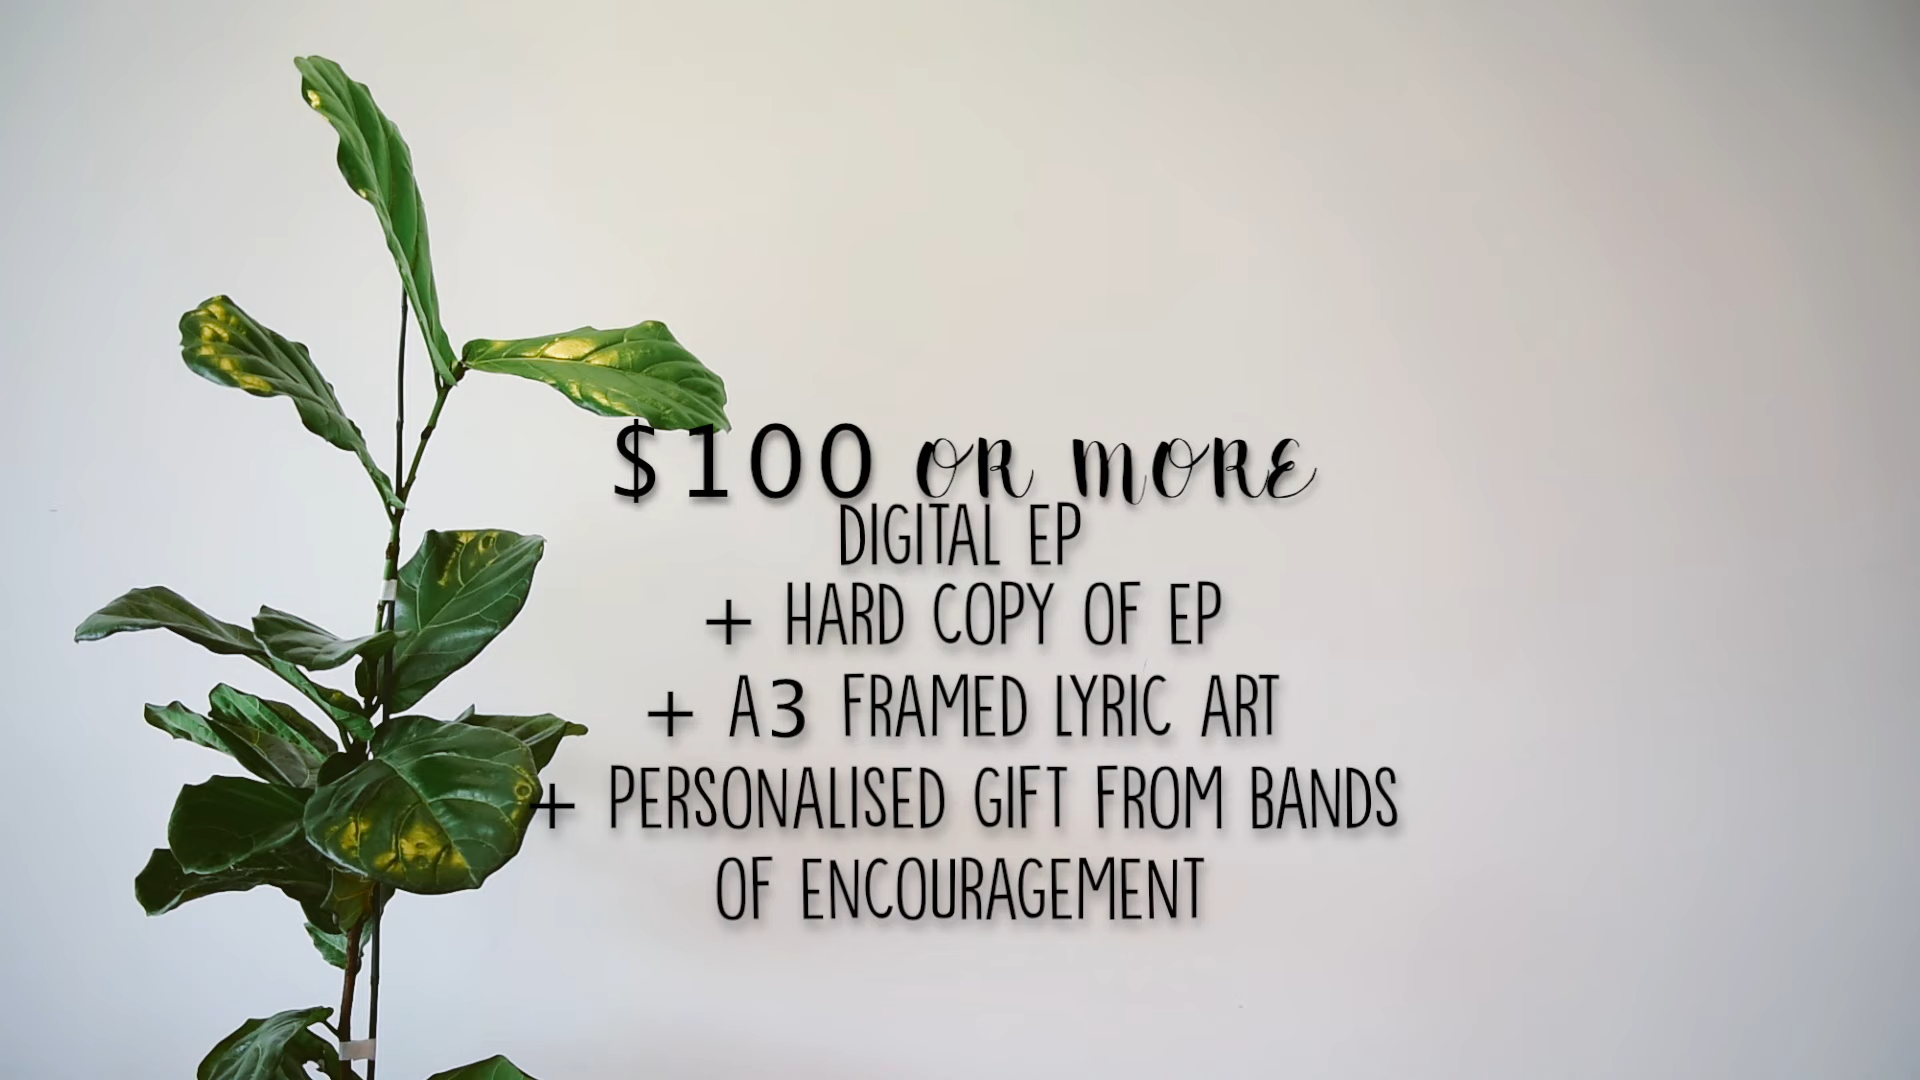 $100 OR MORE
DIGITAL EP
+ HARD COPY OF EP
+ A3 FRAMED LYRIC ART
+ PERSONALISED GIFT FROM BANDS
OF ENCOURAGEMENT